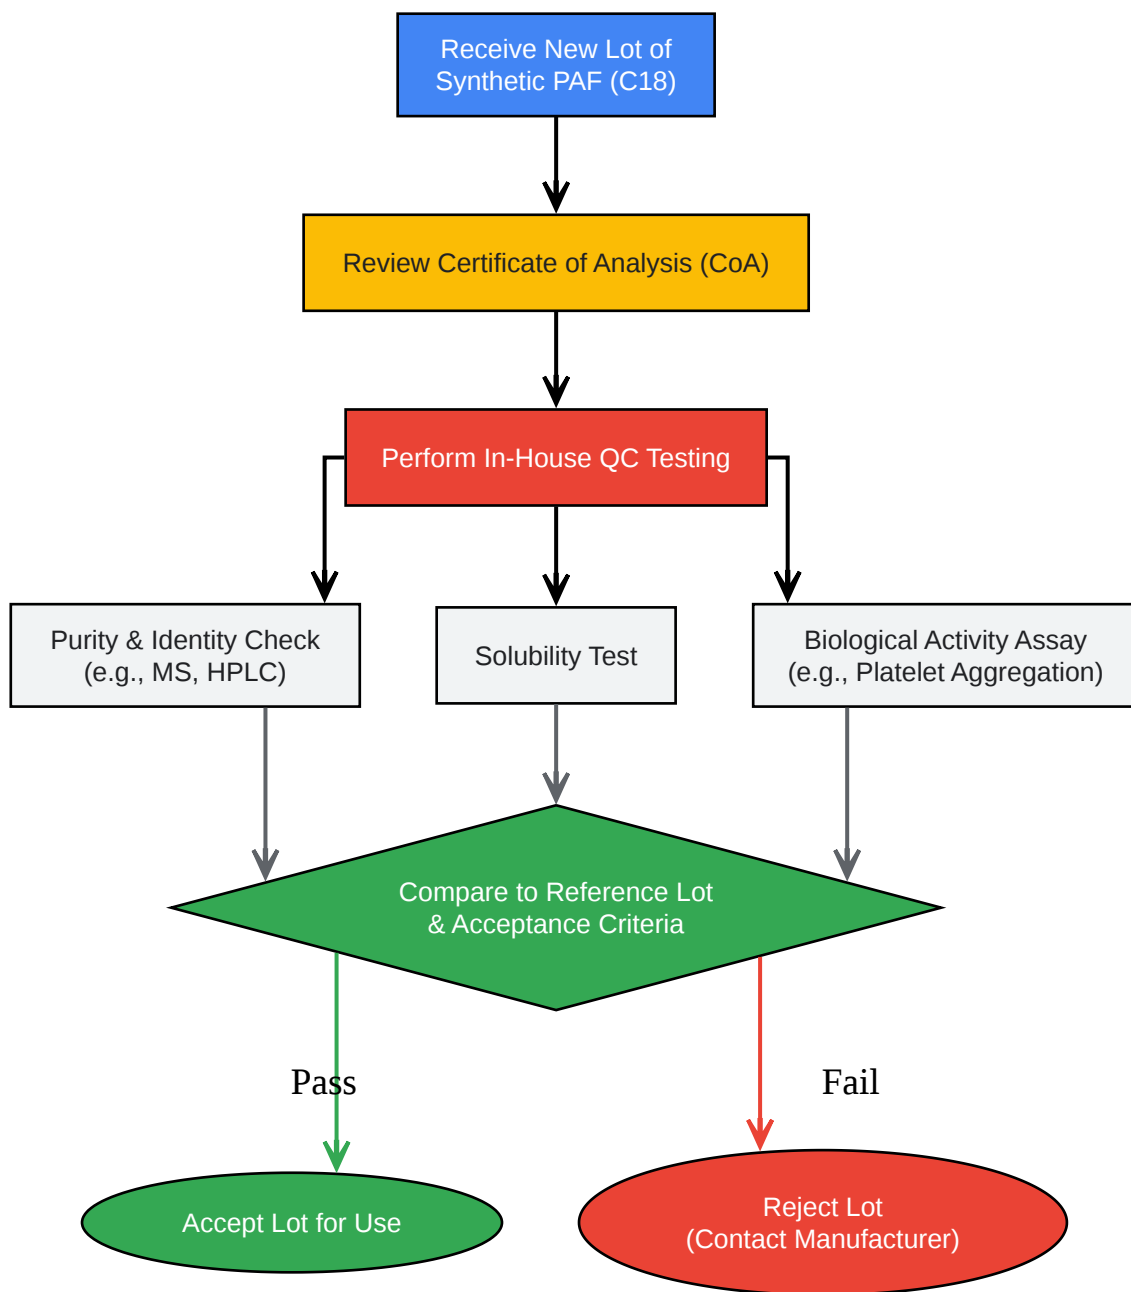 Receive New Lot of
Synthetic PAF (C18)
Review Certificate of Analysis (CoA)
Perform In-House QC Testing
Purity & Identity Check
(e.g., MS, HPLC)
Solubility Test
Biological Activity Assay
(e.g., Platelet Aggregation)
Compare to Reference Lot
& Acceptance Criteria
Pass
Fail
Accept Lot for Use
Reject Lot
(Contact Manufacturer)